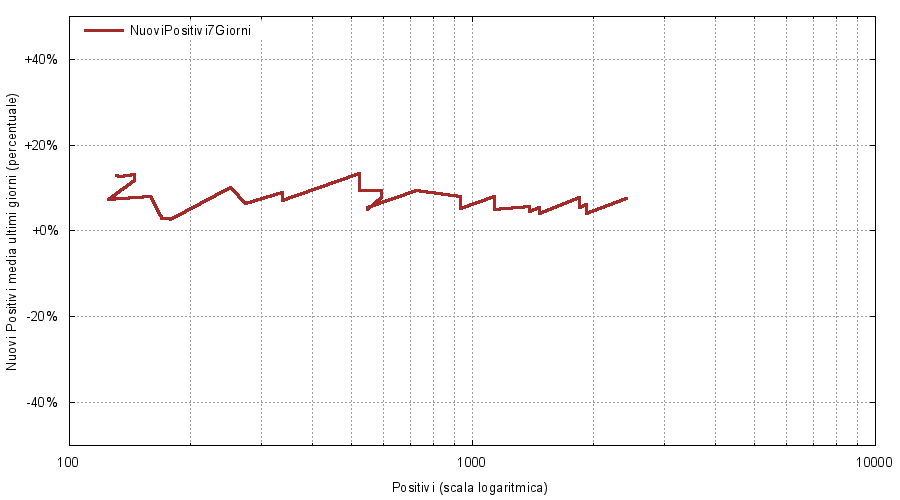 NuoviPositivi7Giorni
+40%
+20%
+0%
-20%
-40%
Nuovi Positivi media ultimi giorni (percentuale)
100 1000 10000
Positivi (scala logaritmica)